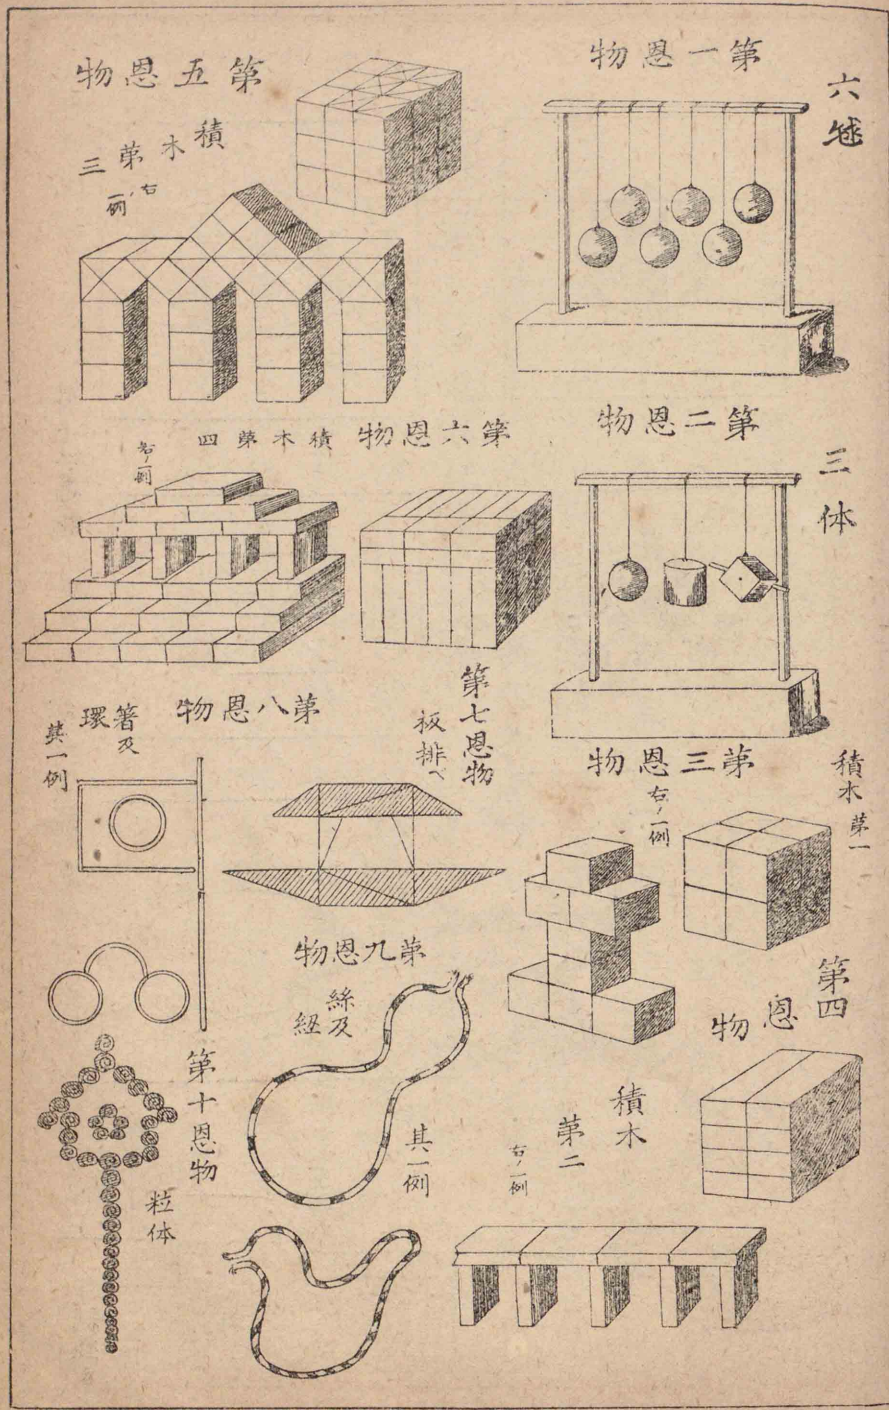 第一恩物
六毬
第二恩物
三体
第三恩物
積木第一
右ノ一例
第四
恩物
積木
第二
右ノ一例
第五恩物
積木第三
右ノ一例
第六恩物
積木第四
右ノ一例
第七恩物
板排ベ
第八恩物
箸及
環
其一例
第九恩物
絲及
紐
其一例
第十恩物
粒体